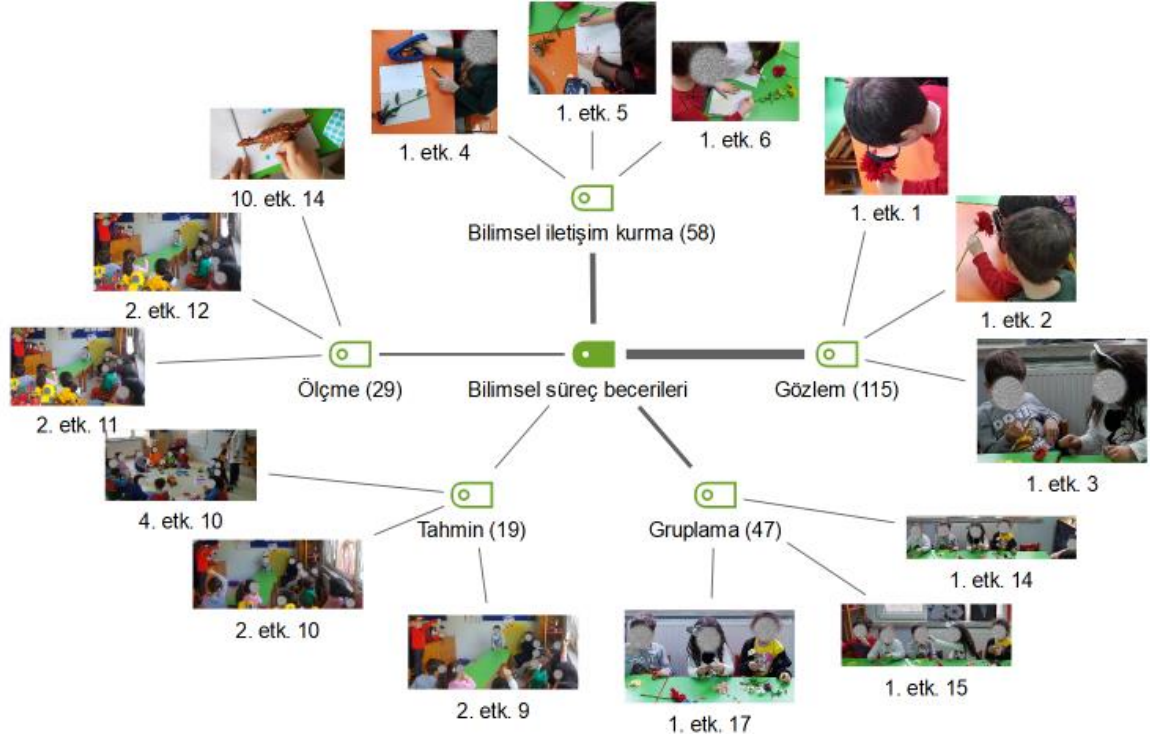 1. etk. 5
1. etk. 4
1. etk. 6
10. etk. 14
1. etk. 1
Bilimsel iletişim kurma (58)
2. etk. 12
1. etk. 2
Ölçme (29)
Bilimsel süreç becerileri
Gözlem (115)
2. etk. 11
1. etk. 3
4. etk. 10
Tahmin (19)
Gruplama (47)
1. etk. 14
2. etk. 10
1. etk. 15
2. etk. 9
1. etk. 17